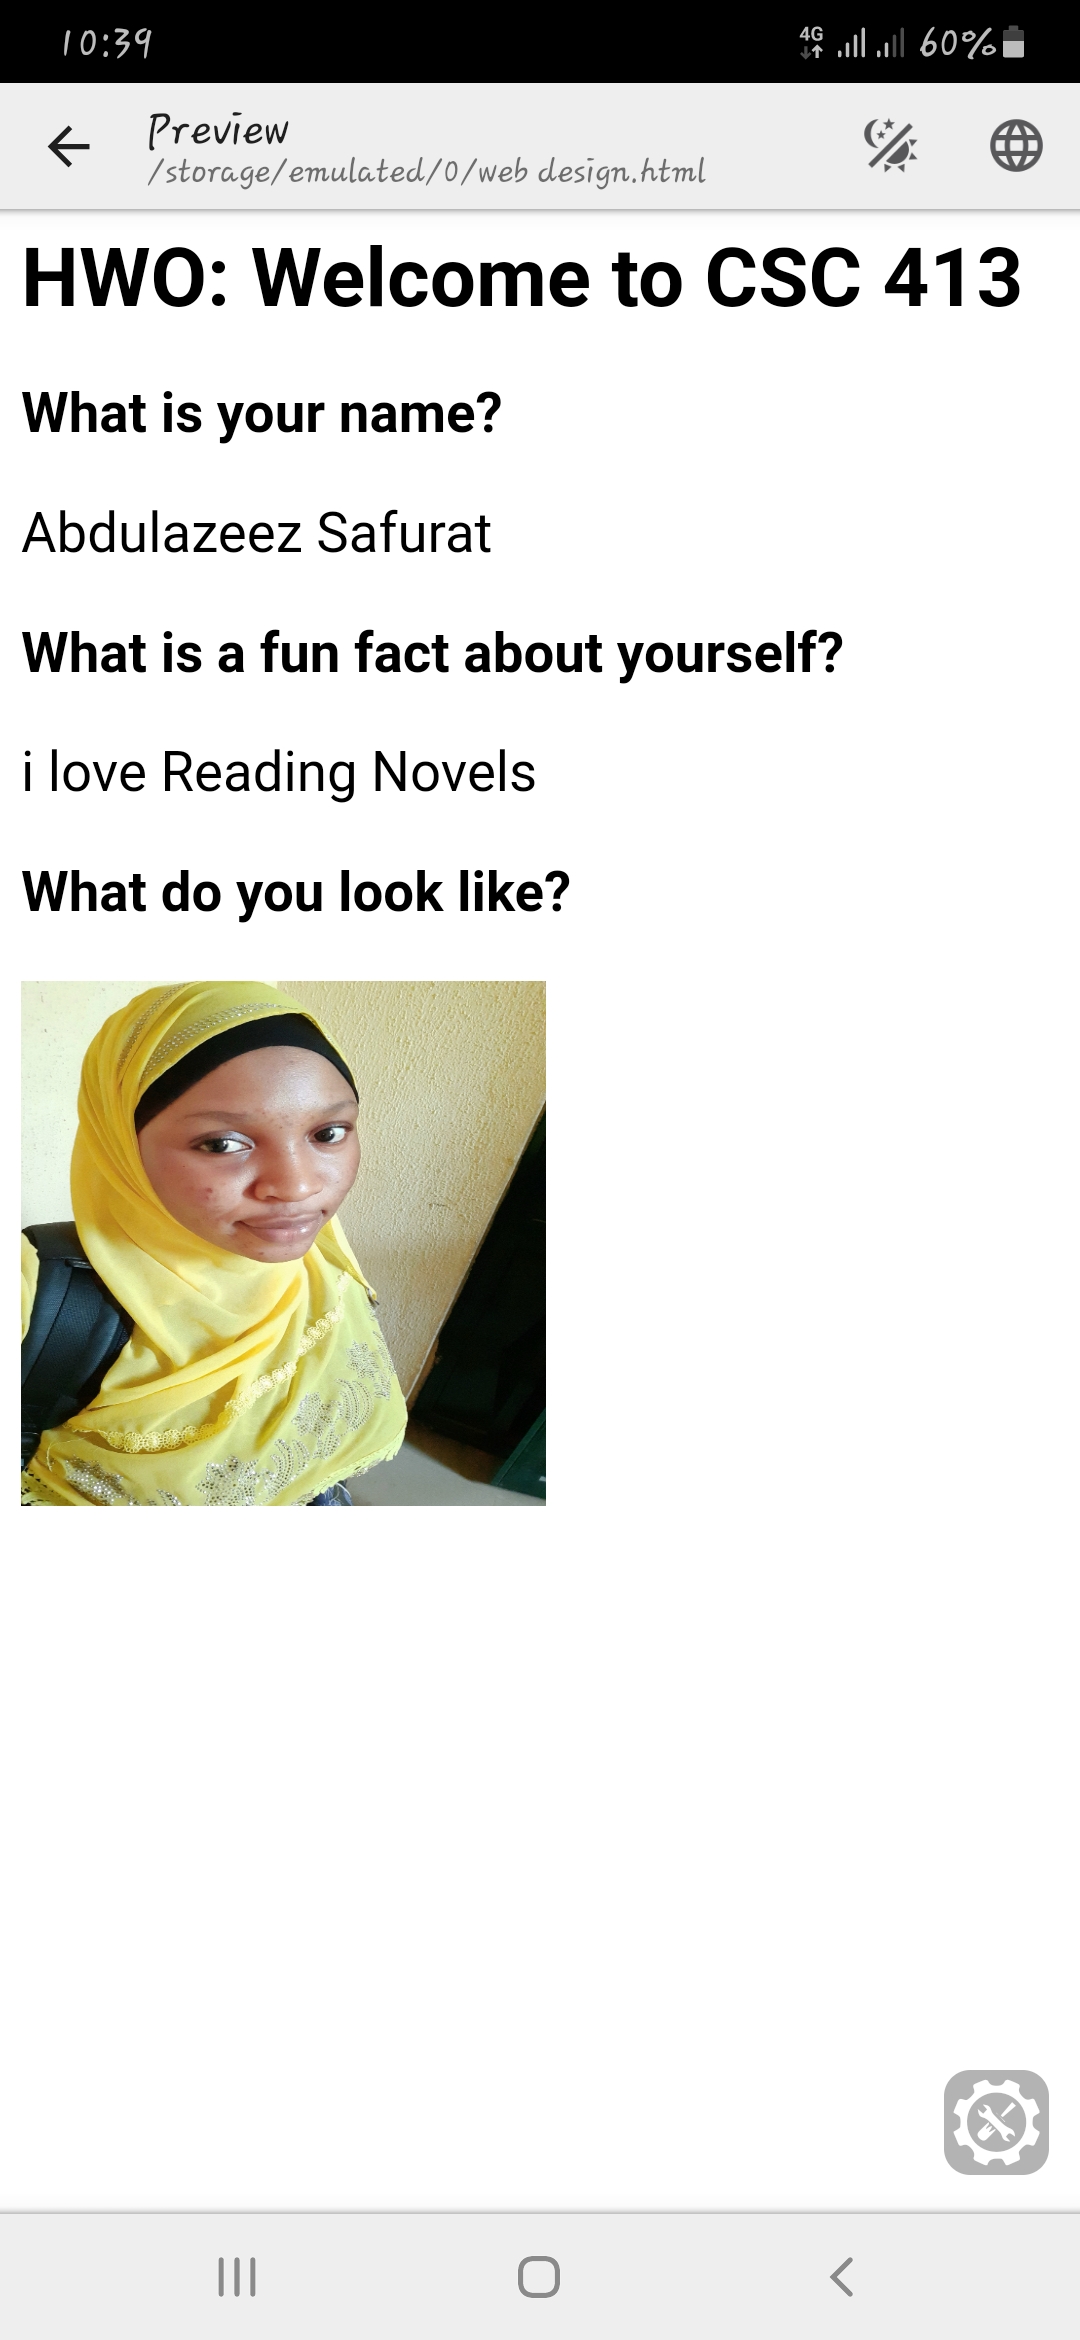 10:39
4G
60%
Preview
/storage/emulated/0/web design.html
HWO: Welcome to CSC 413
What is your name?
Abdulazeez Safurat
What is a fun fact about yourself?
i love Reading Novels
What do you look like?